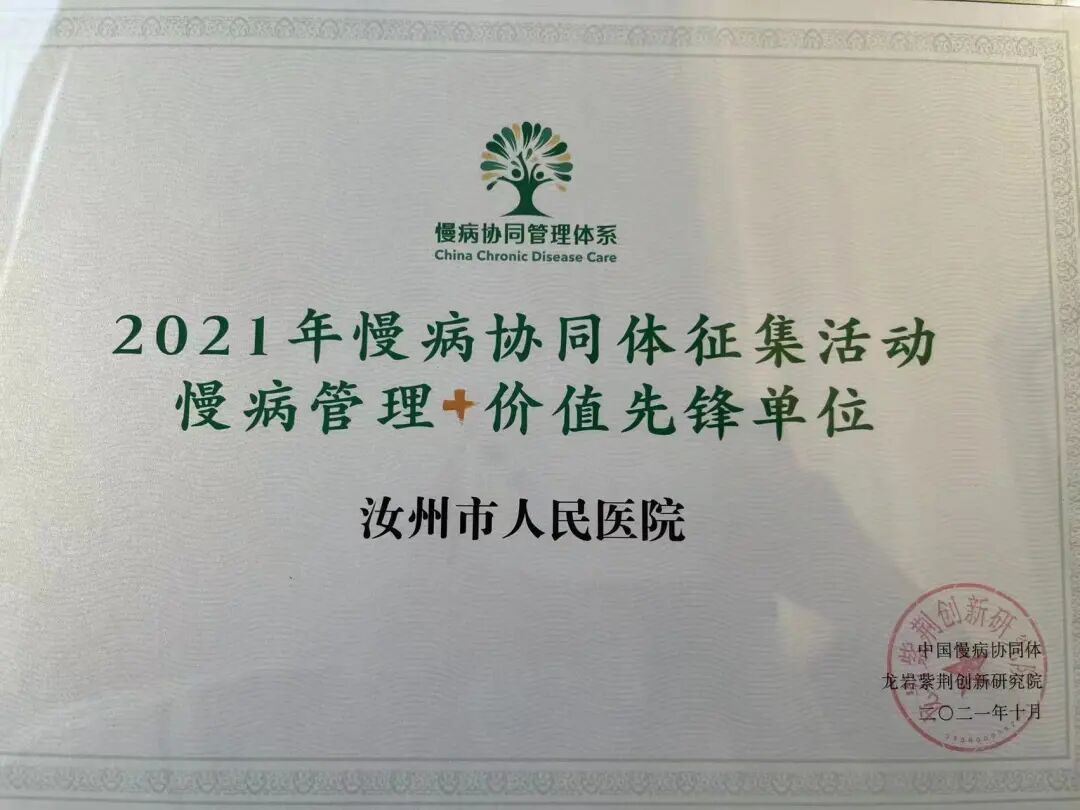 慢病协同管理体系
China Chronic Disease Care
2021年慢病协同体征集活动
慢病管理+价值先锋单位
汝州市人民医院
中国慢病协同体
龙岩紫荆创新研究院
二〇二一年十月